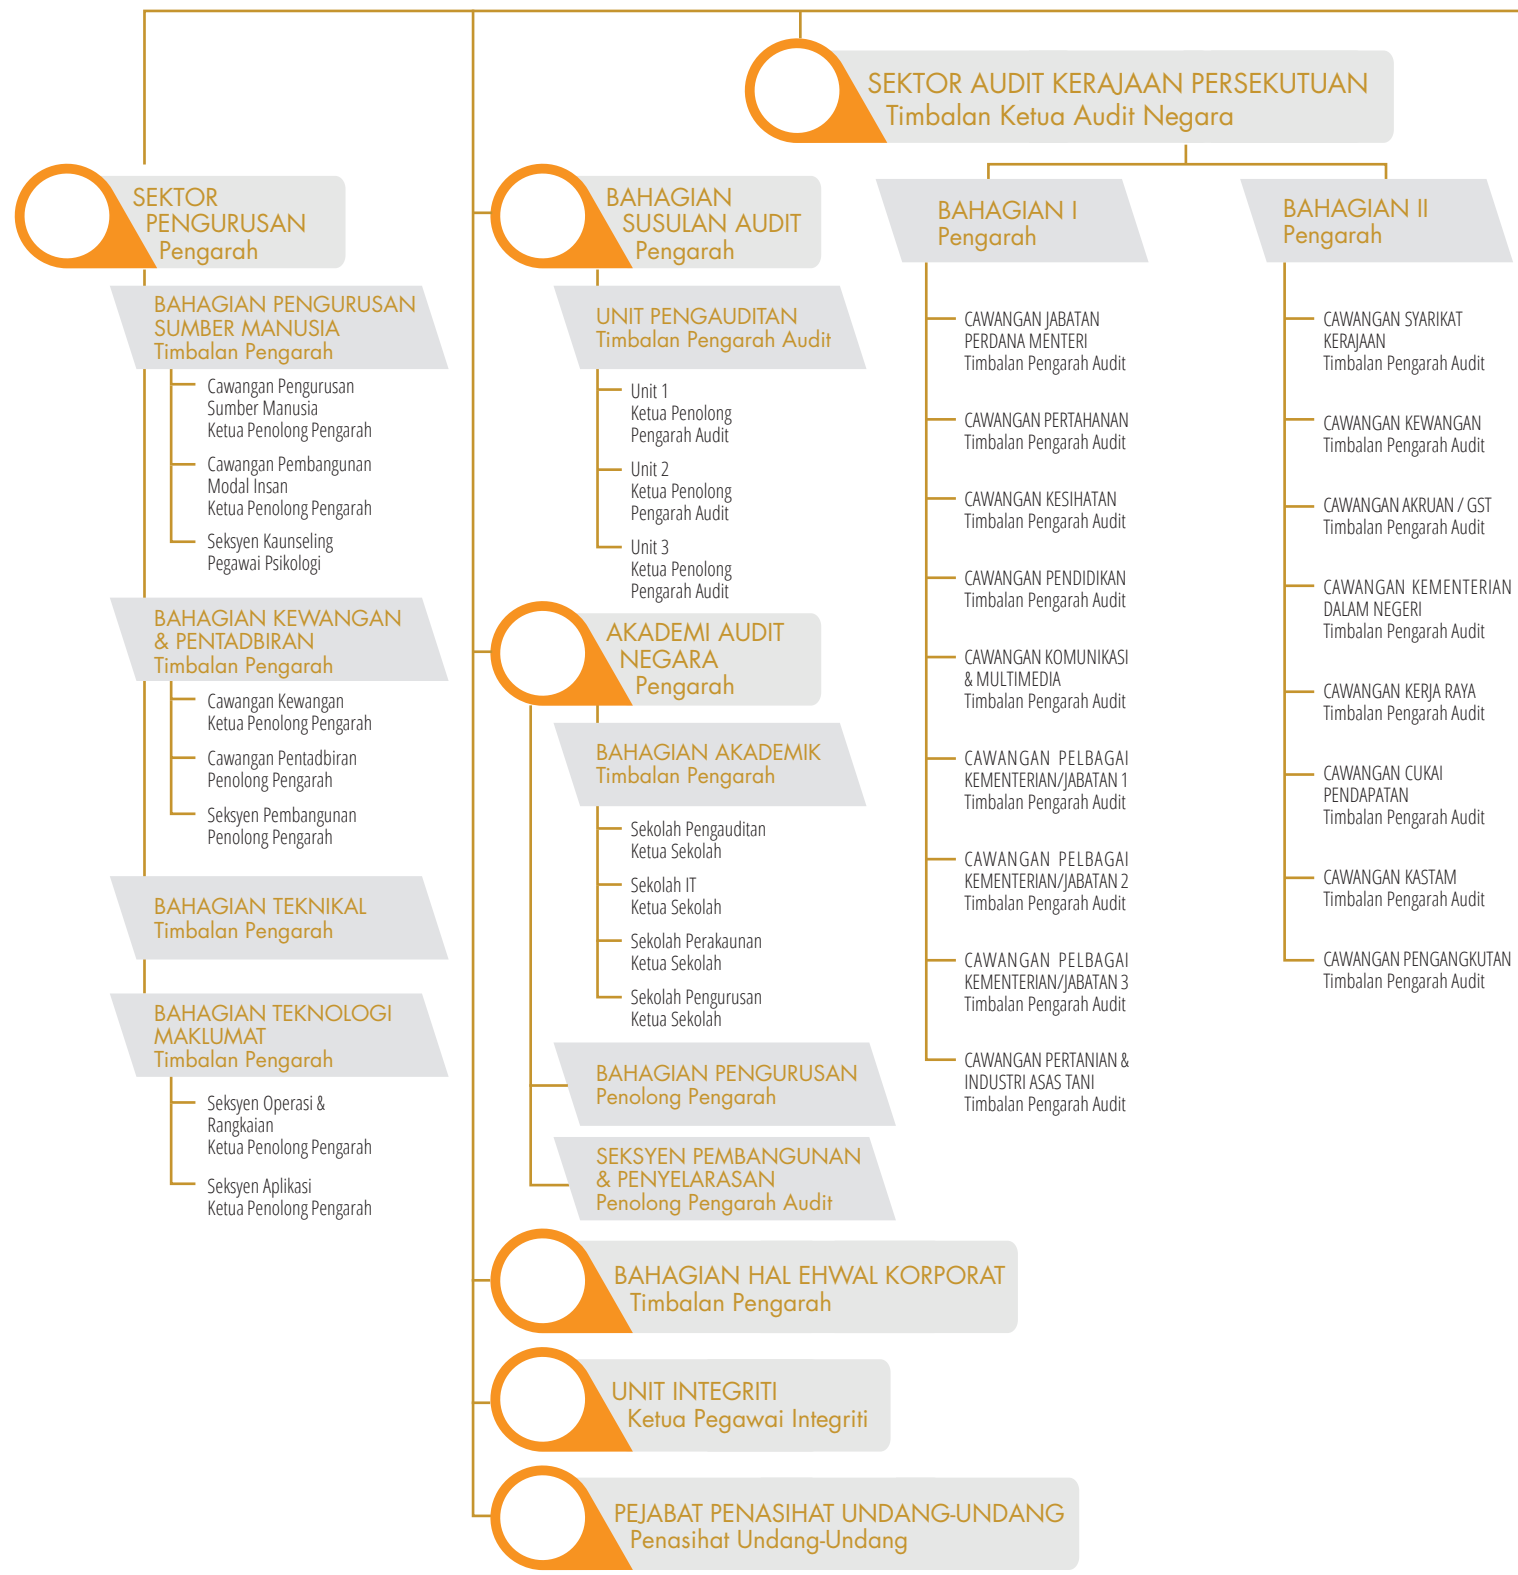 SEKTOR AUDIT KERAJAAN PERSEKUTUAN
Timbalan Ketua Audit Negara
SEKTOR
PENGURUSAN
Pengarah
BAHAGIAN PENGURUSAN
SUMBER MANUSIA
Timbalan Pengarah
Cawangan Pengurusan
Sumber Manusia
Ketua Penolong Pengarah
Cawangan Pembangunan
Modal Insan
Ketua Penolong Pengarah
Seksyen Kaunseling
Pegawai Psikologi
BAHAGIAN KEWANGAN
& PENTADBIRAN
Timbalan Pengarah
Cawangan Kewangan
Ketua Penolong Pengarah
Cawangan Pentadbiran
Penolong Pengarah
Seksyen Pembangunan
Penolong Pengarah
BAHAGIAN TEKNIKAL
Timbalan Pengarah
BAHAGIAN TEKNOLOGI
MAKLUMAT
Timbalan Pengarah
Seksyen Operasi &
Rangkaian
Ketua Penolong Pengarah
Seksyen Aplikasi
Ketua Penolong Pengarah
BAHAGIAN
SUSULAN AUDIT
Pengarah
UNIT PENGAUDITAN
Timbalan Pengarah Audit
Unit 1
Ketua Penolong
Pengarah Audit
Unit 2
Ketua Penolong
Pengarah Audit
Unit 3
Ketua Penolong
Pengarah Audit
AKADEMI AUDIT
NEGARA
Pengarah
BAHAGIAN AKADEMIK
Timbalan Pengarah
Sekolah Pengauditan
Ketua Sekolah
Sekolah IT
Ketua Sekolah
Sekolah Perakaunan
Ketua Sekolah
Sekolah Pengurusan
Ketua Sekolah
BAHAGIAN PENGURUSAN
Penolong Pengarah
SEKSYEN PEMBANGUNAN
& PENYELARASAN
Penolong Pengarah Audit
BAHAGIAN HAL EHWAL KORPORAT
Timbalan Pengarah
UNIT INTEGRITI
Ketua Pegawai Integriti
PEJABAT PENASIHAT UNDANG-UNDANG
Penasihat Undang-Undang
BAHAGIAN I
Pengarah
CAWANGAN JABATAN
PERDANA MENTERI
Timbalan Pengarah Audit
CAWANGAN PERTAHANAN
Timbalan Pengarah Audit
CAWANGAN KESIHATAN
Timbalan Pengarah Audit
CAWANGAN PENDIDIKAN
Timbalan Pengarah Audit
CAWANGAN KOMUNIKASI
& MULTIMEDIA
Timbalan Pengarah Audit
CAWANGAN PELBAGAI
KEMENTERIAN/JABATAN 1
Timbalan Pengarah Audit
CAWANGAN PELBAGAI
KEMENTERIAN/JABATAN 2
Timbalan Pengarah Audit
CAWANGAN PELBAGAI
KEMENTERIAN/JABATAN 3
Timbalan Pengarah Audit
CAWANGAN PERTANIAN &
INDUSTRI ASAS TANI
Timbalan Pengarah Audit
BAHAGIAN II
Pengarah
CAWANGAN SYARIKAT
KERAJAAN
Timbalan Pengarah Audit
CAWANGAN KEWANGAN
Timbalan Pengarah Audit
CAWANGAN AKRUAN / GST
Timbalan Pengarah Audit
CAWANGAN KEMENTERIAN
DALAM NEGERI
Timbalan Pengarah Audit
CAWANGAN KERJA RAYA
Timbalan Pengarah Audit
CAWANGAN CUKAI
PENDAPATAN
Timbalan Pengarah Audit
CAWANGAN KASTAM
Timbalan Pengarah Audit
CAWANGAN PENGANGKUTAN
Timbalan Pengarah Audit